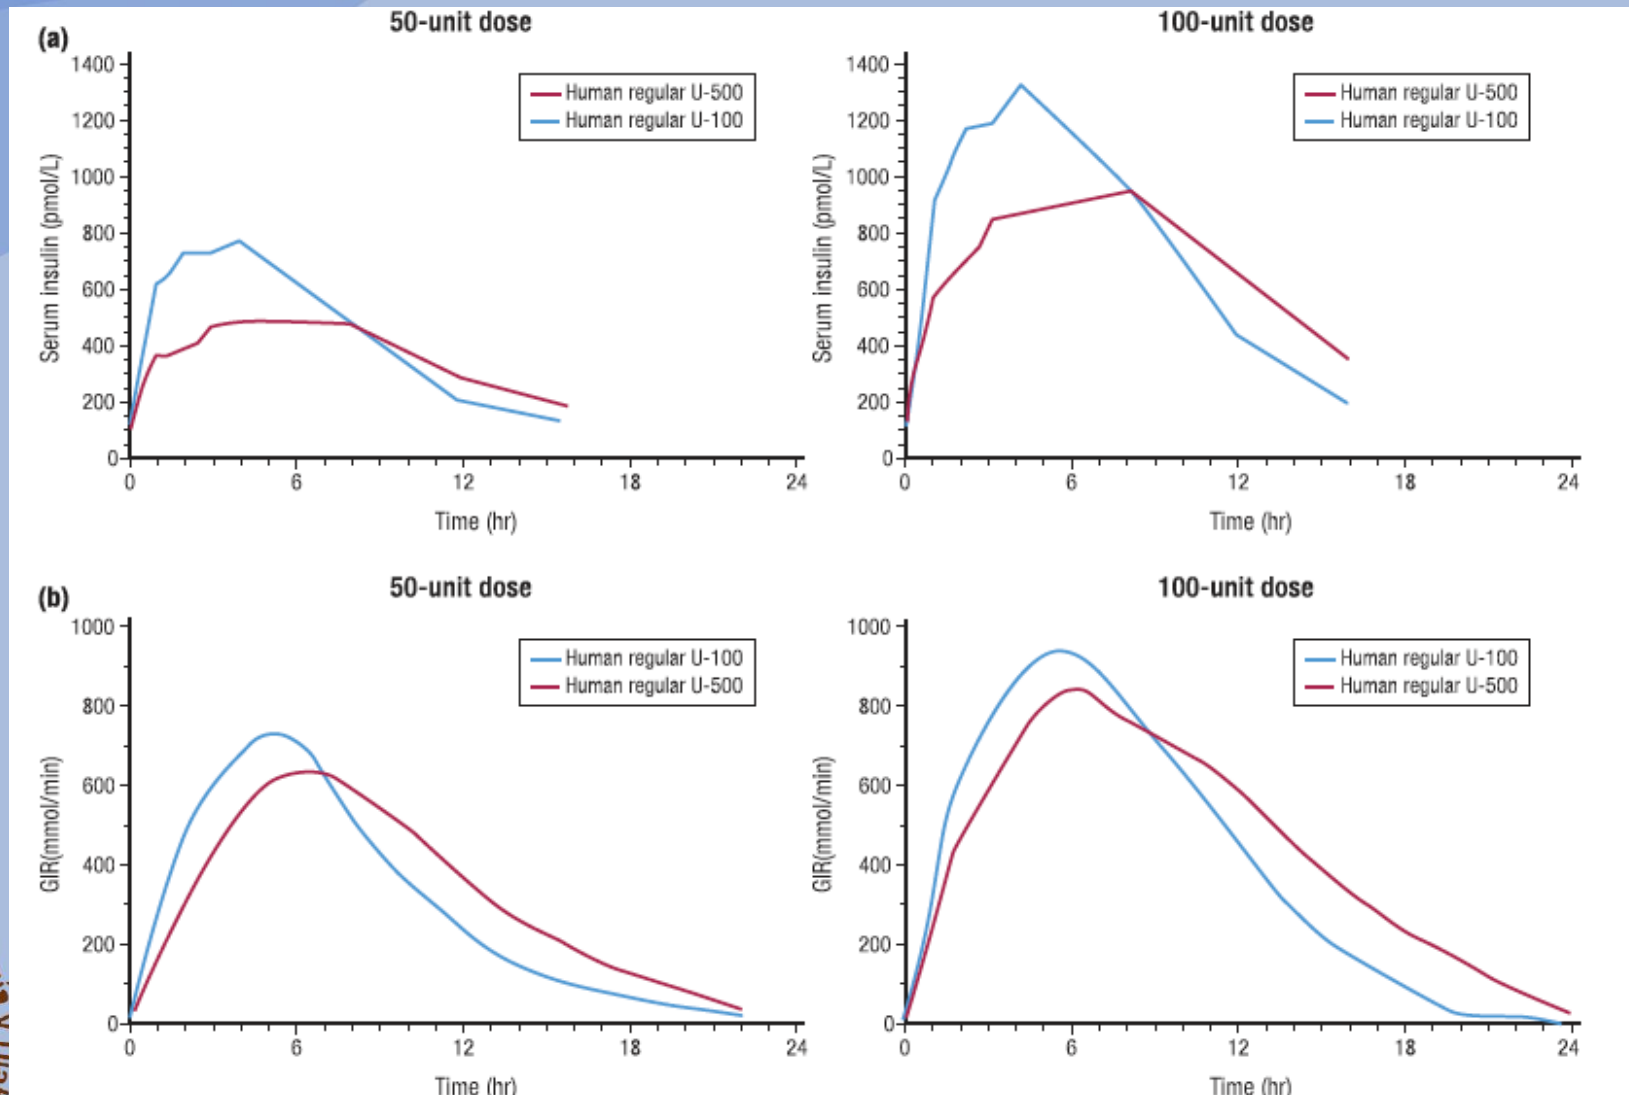 (a)
50-unit dose
1400
1200
1000
800
600
400
200
0
Serum insulin (pmol/L)
Human regular U-500
Human regular U-100
0 6 12 18 24
Time (hr)
100-unit dose
1400
1200
1000
800
600
400
200
0
Serum insulin (pmol/L)
Human regular U-500
Human regular U-100
0 6 12 18 24
Time (hr)
(b)
50-unit dose
1000
800
600
400
200
0
GIR(mmol/min)
Human regular U-100
Human regular U-500
0 6 12 18 24
Time (hr)
100-unit dose
1000
800
600
400
200
0
GIR(mmol/min)
Human regular U-100
Human regular U-500
0 6 12 18 24
Time (hr)